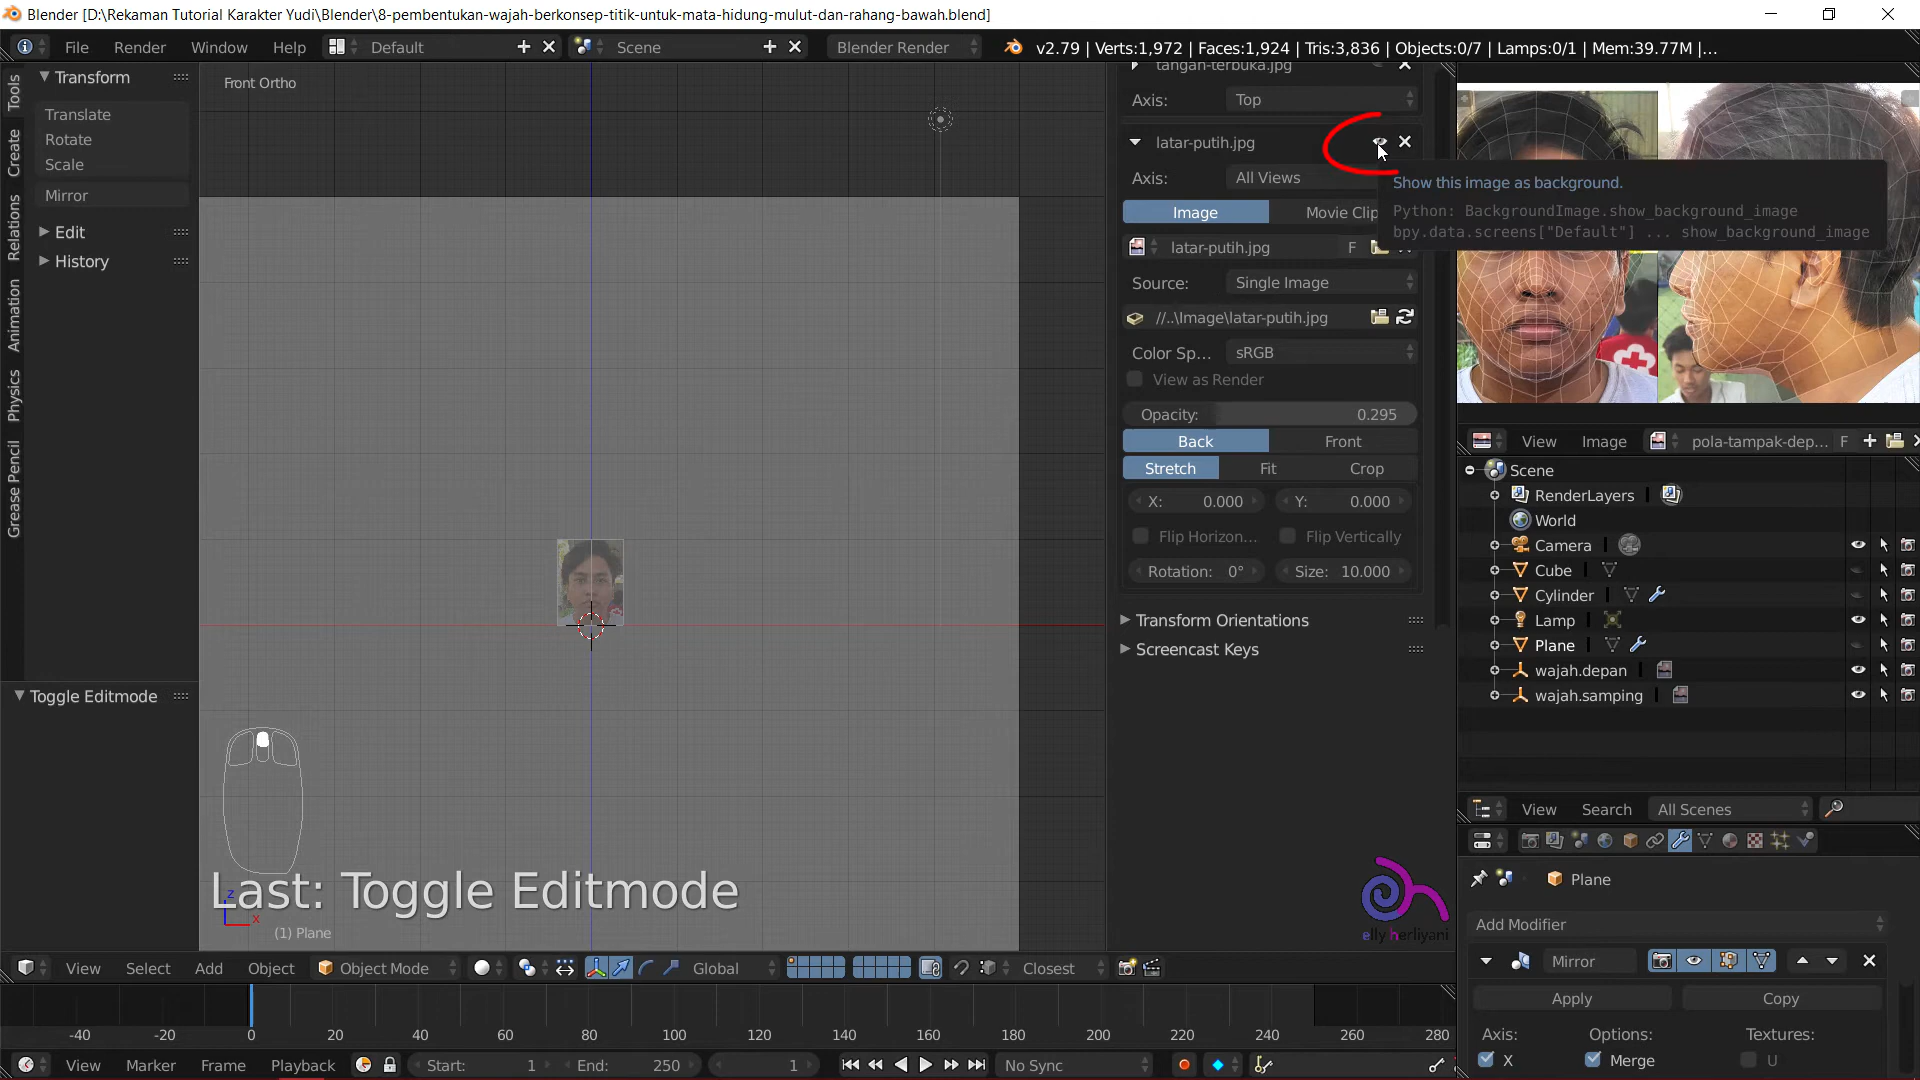 Blender [D:\Rekaman Tutorial Karakter Yudi\Blender\8-pembentukan-wajah-berkonsep-titik-untuk-mata-hidung-mulut-dan-rahang-bawah.blend]
File Render Window Help Default Scene Blender Render v2.79 | Verts:1,972 | Faces:1,924 | Tris:3,836 | Objects:0/7 | Lamps:0/1 | Mem:39.77M |...
Tools
Create
Relations
Animation
Physics
Grease Pencil
Transform
Translate
Rotate
Scale
Mirror
Edit
History
Toggle Editmode
Front Ortho
Last: Toggle Editmode
z
x
(1) Plane
tangan-terbuka.jpg
Axis: Top
latar-putih.jpg
Axis: All Views
Image Movie Clip
latar-putih.jpg F
Source: Single Image
//..\Image\latar-putih.jpg
Color Sp... sRGB
View as Render
Opacity: 0.295
Back Front
Stretch Fit Crop
X: 0.000 Y: 0.000
Flip Horizon... Flip Vertically
Rotation: 0° Size: 10.000
Transform Orientations
Screencast Keys
Show this image as background.
Python: BackgroundImage.show_background_image
bpy.data.screens["Default"] ... show_background_image
elly herliyani
View Image pola-tampak-dep... F
Scene
RenderLayers
World
Camera
Cube
Cylinder
Lamp
Plane
wajah.depan
wajah.samping
View Search All Scenes
Plane
Add Modifier
Mirror
Apply Copy
Axis: Options: Textures:
X Merge U
View Select Add Object Object Mode Global Closest
-40 -20 0 20 40 60 80 100 120 140 160 180 200 220 240 260 280
View Marker Frame Playback Start: 1 End: 250 1 No Sync